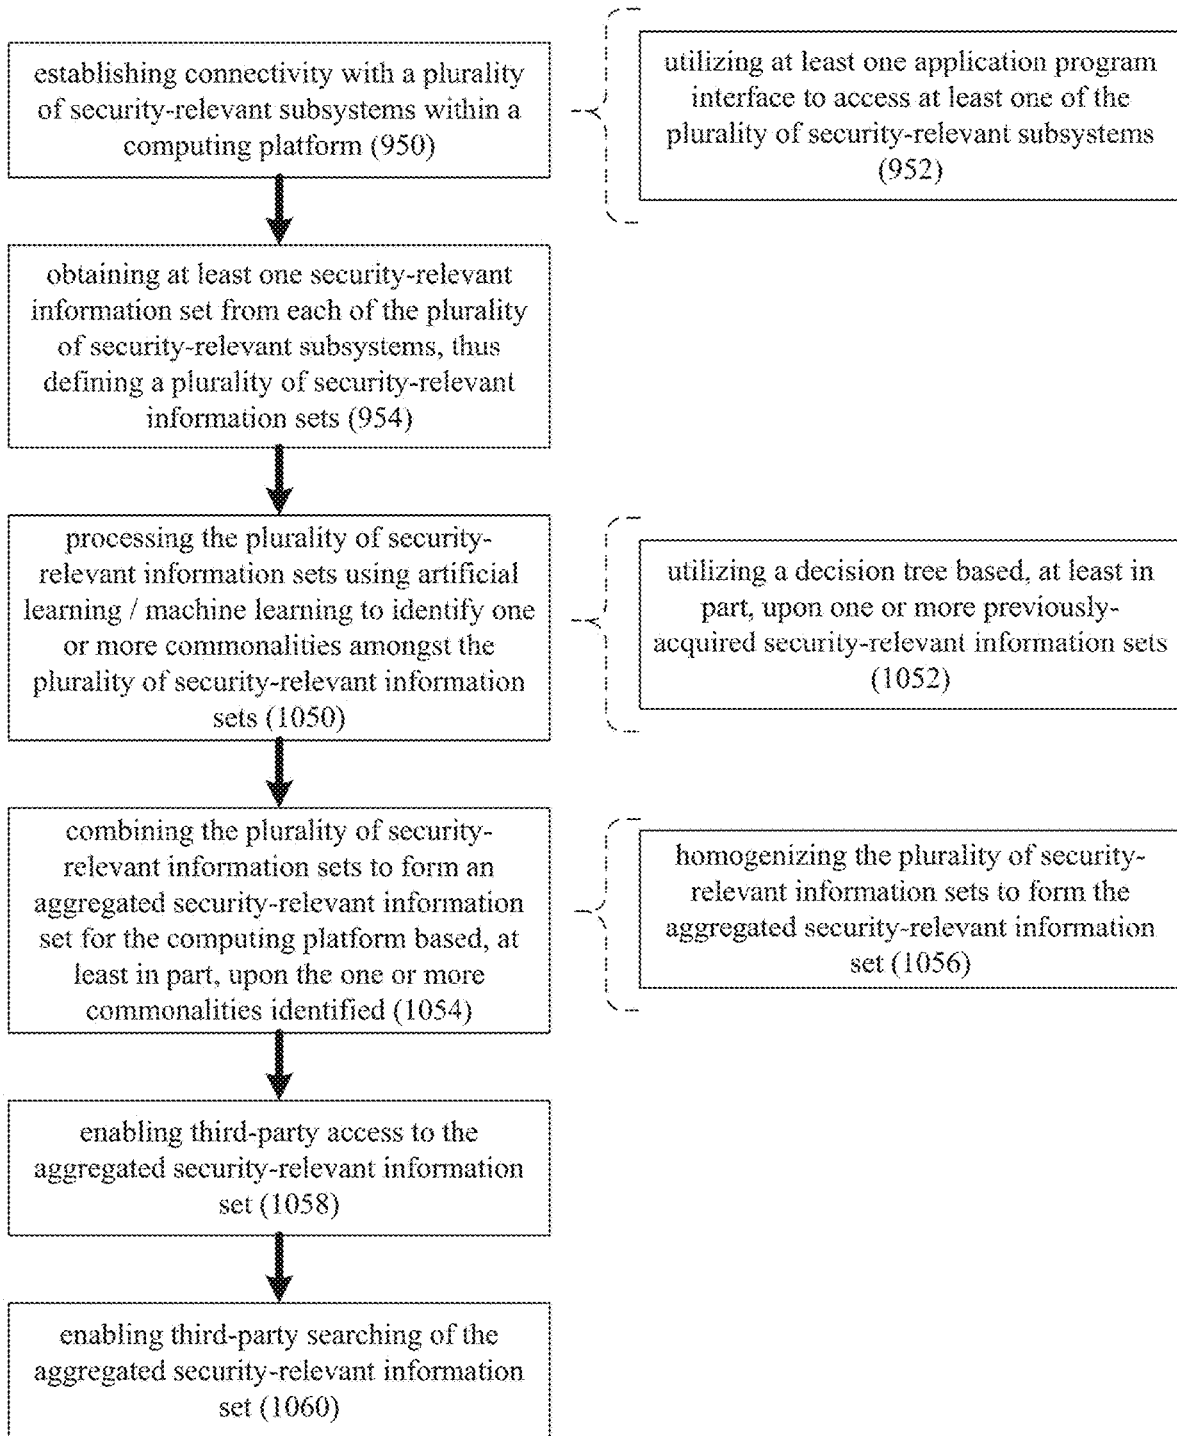 establishing connectivity with a plurality
of security-relevant subsystems within a
computing platform (950)
utilizing at least one application program
interface to access at least one of the
plurality of security-relevant subsystems
(952)
obtaining at least one security-relevant
information set from each of the plurality
of security-relevant subsystems, thus
defining a plurality of security-relevant
information sets (954)
processing the plurality of security-
relevant information sets using artificial
learning / machine learning to identify one
or more commonalities amongst the
plurality of security-relevant information
sets (1050)
utilizing a decision tree based, at least in
part, upon one or more previously-
acquired security-relevant information sets
(1052)
combining the plurality of security-
relevant information sets to form an
aggregated security-relevant information
set for the computing platform based, at
least in part, upon the one or more
commonalities identified (1054)
homogenizing the plurality of security-
relevant information sets to form the
aggregated security-relevant information
set (1056)
enabling third-party access to the
aggregated security-relevant information
set (1058)
enabling third-party searching of the
aggregated security-relevant information
set (1060)